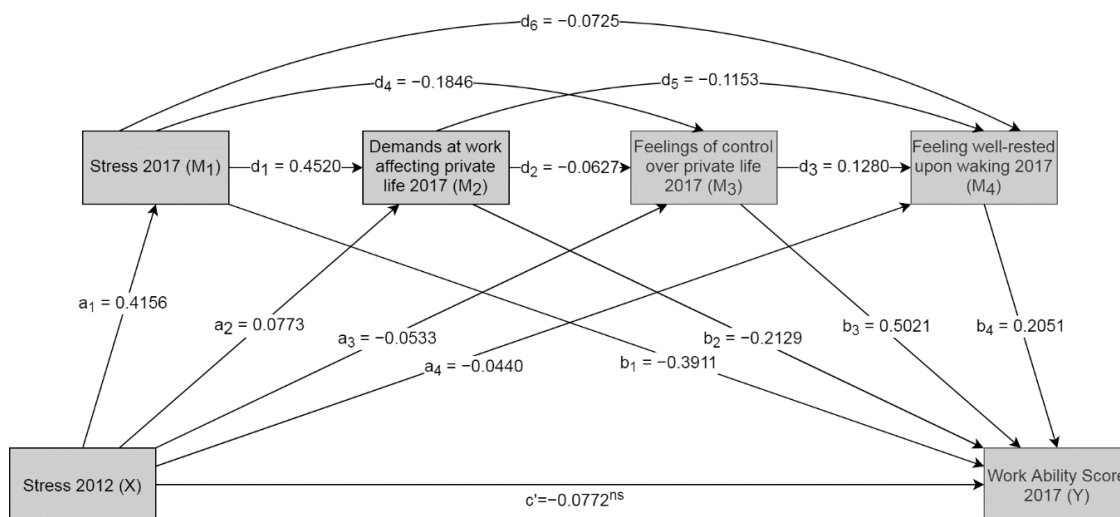 d6 = −0.0725
d4 = −0.1846
d5 = −0.1153
Stress 2017 (M1)
d1 = 0.4520
Demands at work
affecting private
life 2017 (M2)
d2 = −0.0627
Feelings of control
over private life
2017 (M3)
d3 = 0.1280
Feeling well-rested
upon waking 2017
(M4)
a1 = 0.4156
a2 = 0.0773
a3 = −0.0533
a4 = −0.0440
b1 = −0.3911
b2 = −0.2129
b3 = 0.5021
b4 = 0.2051
Stress 2012 (X)
c'=−0.0772ns
Work Ability Score
2017 (Y)